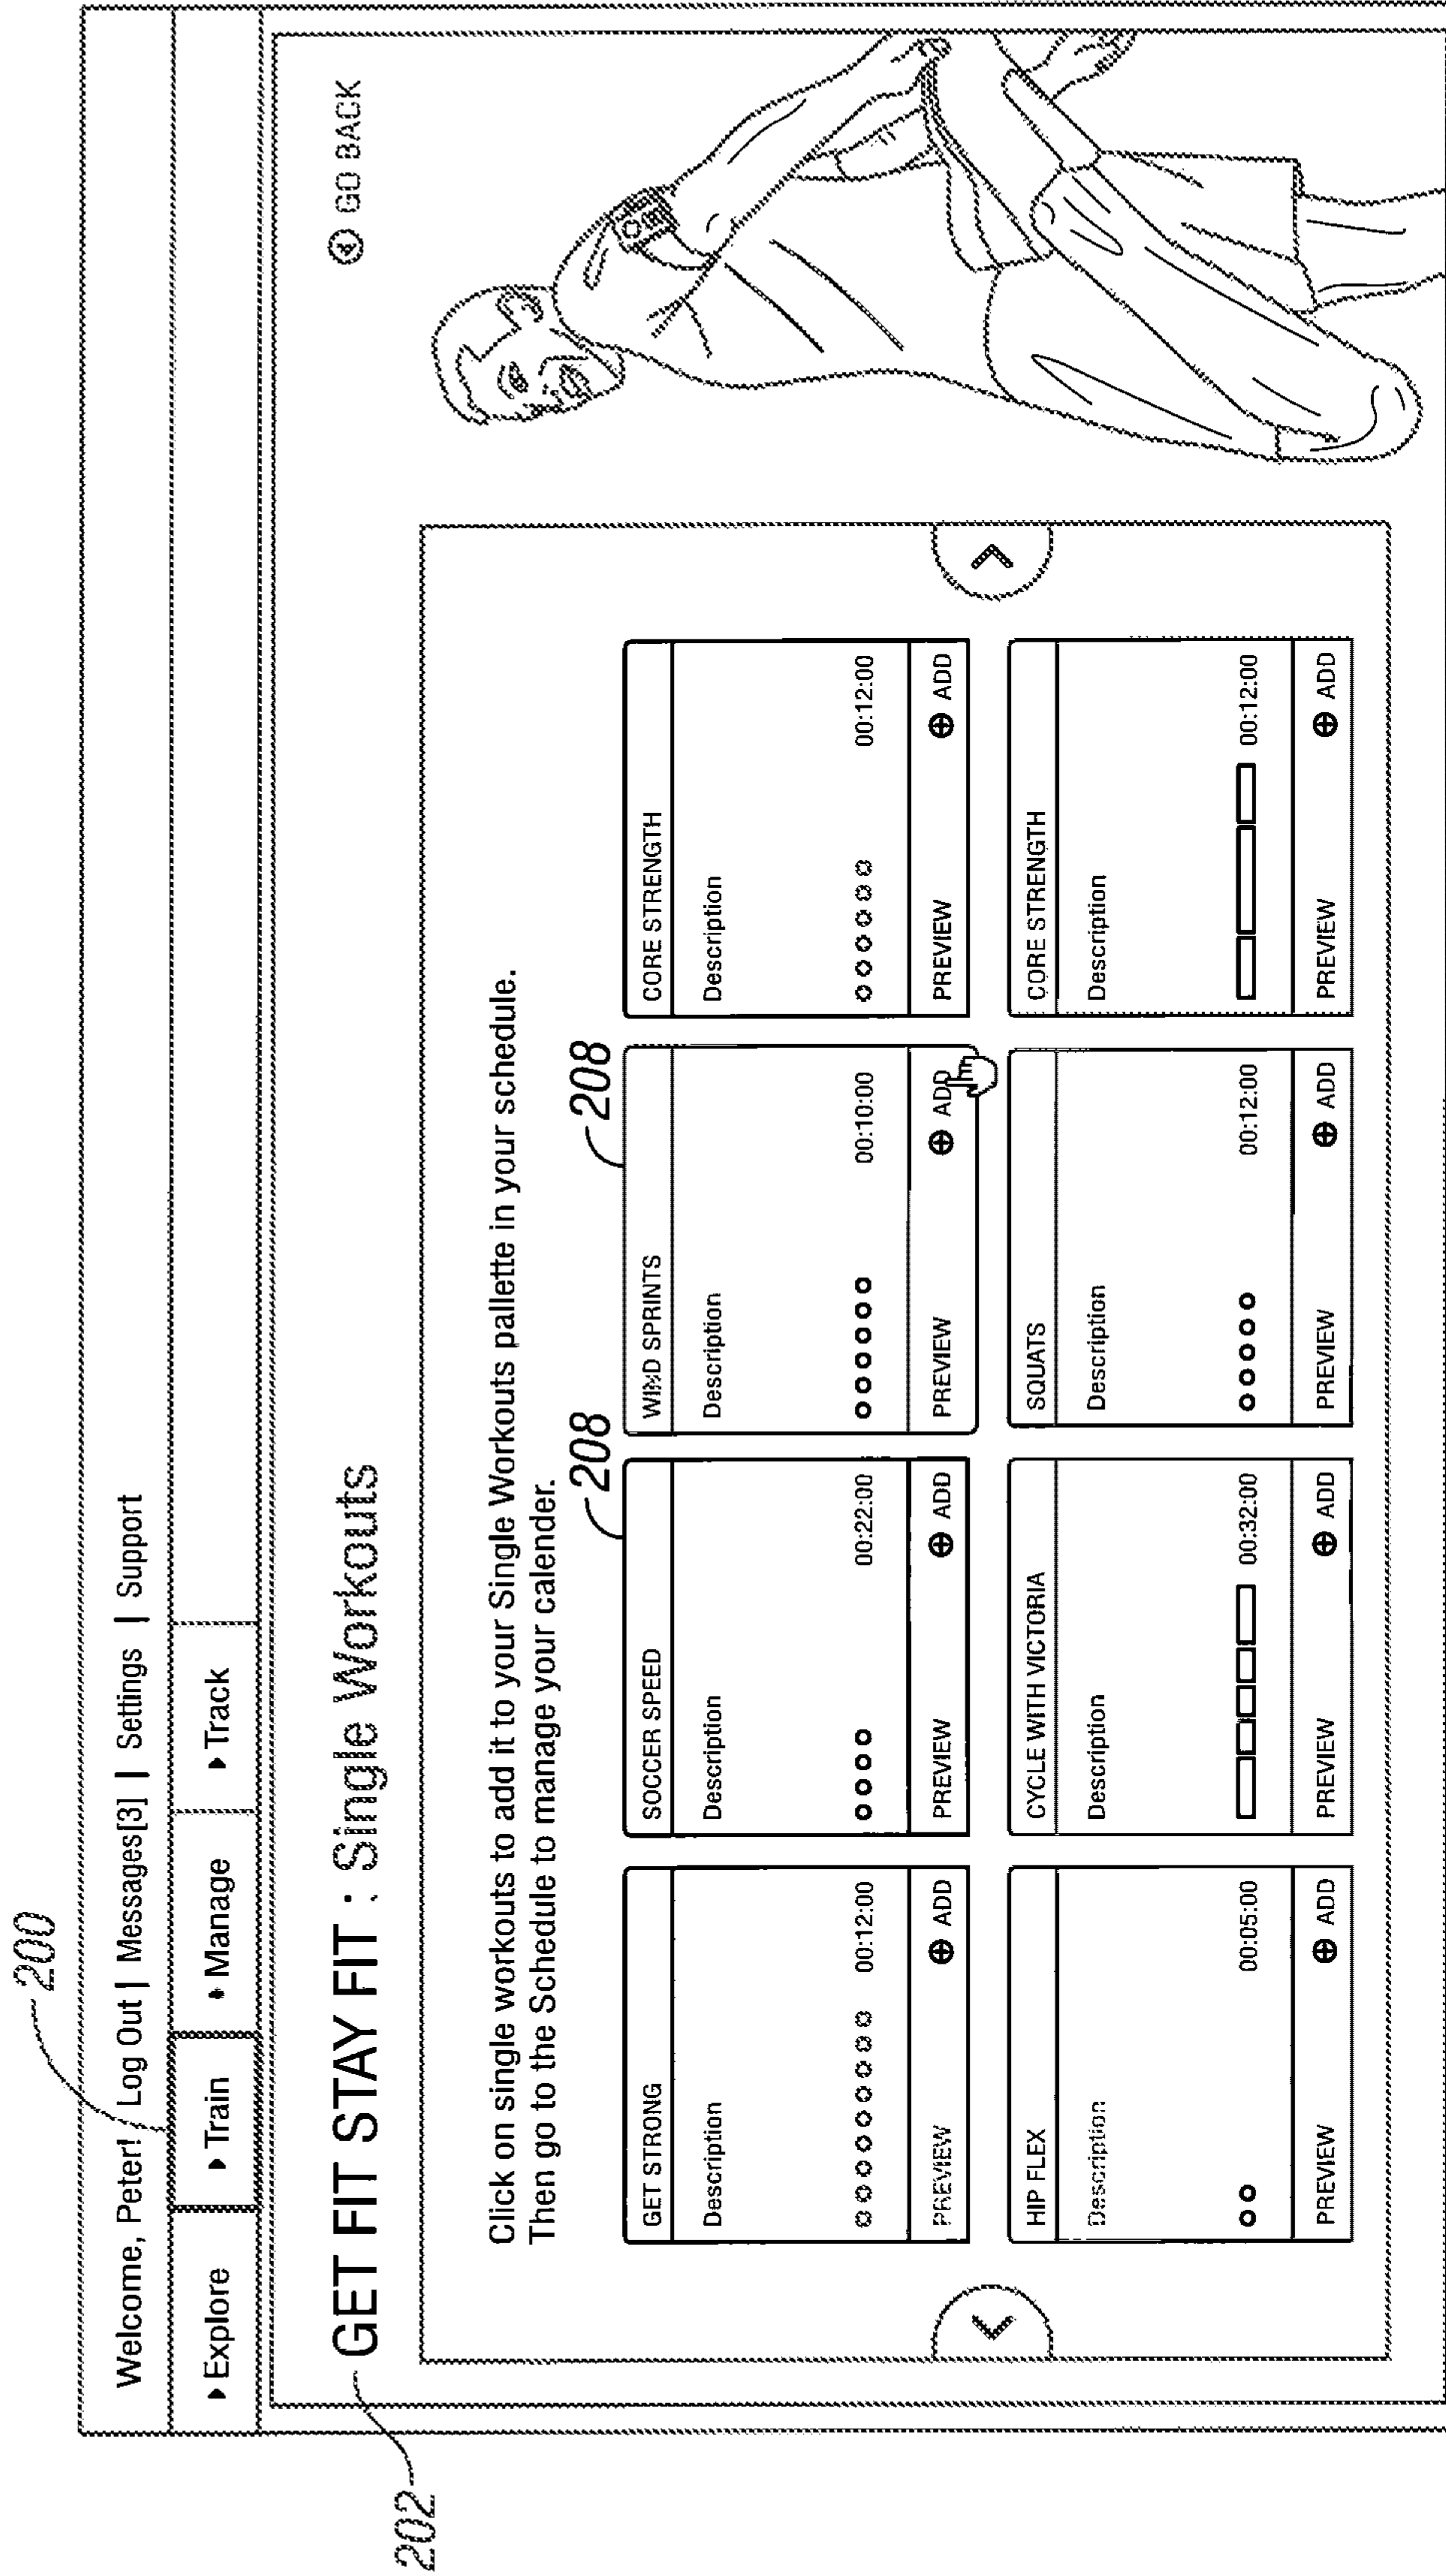 200
Welcome, Peter! Log Out | Messages[3] | Settings | Support
Explore Train Manage Track
202
GET FIT STAY FIT : Single Workouts
GO BACK
Click on single workouts to add it to your Single Workouts pallette in your schedule.
Then go to the Schedule to manage your calender.
208 208
GET STRONG SOCCER SPEED WIND SPRINTS CORE STRENGTH
Description Description Description Description
00:12:00 00:22:00 00:10:00 00:12:00
PREVIEW ADD PREVIEW ADD PREVIEW ADD PREVIEW ADD
HIP FLEX CYCLE WITH VICTORIA SQUATS CORE STRENGTH
Description Description Description Description
00:05:00 00:32:00 00:12:00 00:12:00
PREVIEW ADD PREVIEW ADD PREVIEW ADD PREVIEW ADD